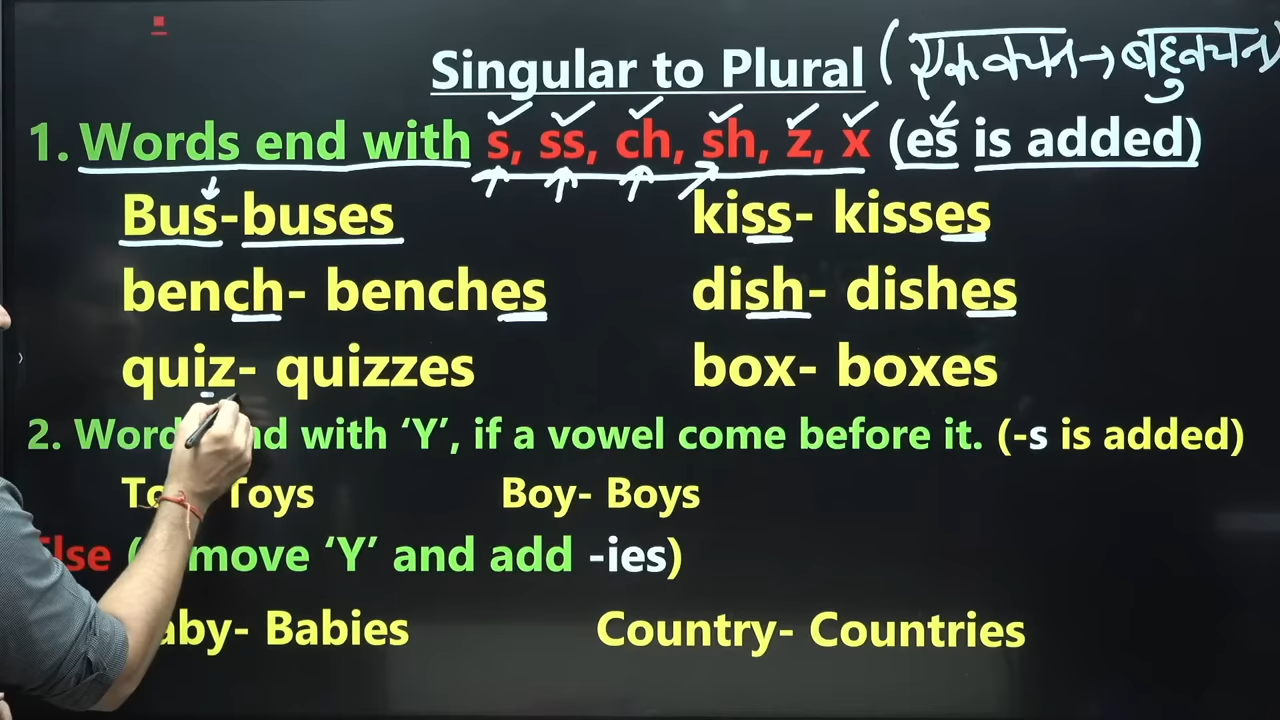 Singular to Plural (एकवचन→बहुवचन)
1. Words end with s, ss, ch, sh, z, x (es is added)
Bus-buses kiss- kisses
bench- benches dish- dishes
quiz- quizzes box- boxes
2. Word end with ‘Y’, if a vowel come before it. (-s is added)
Toys Boy- Boys
Else move ‘Y’ and add -ies)
aby- Babies Country- Countries